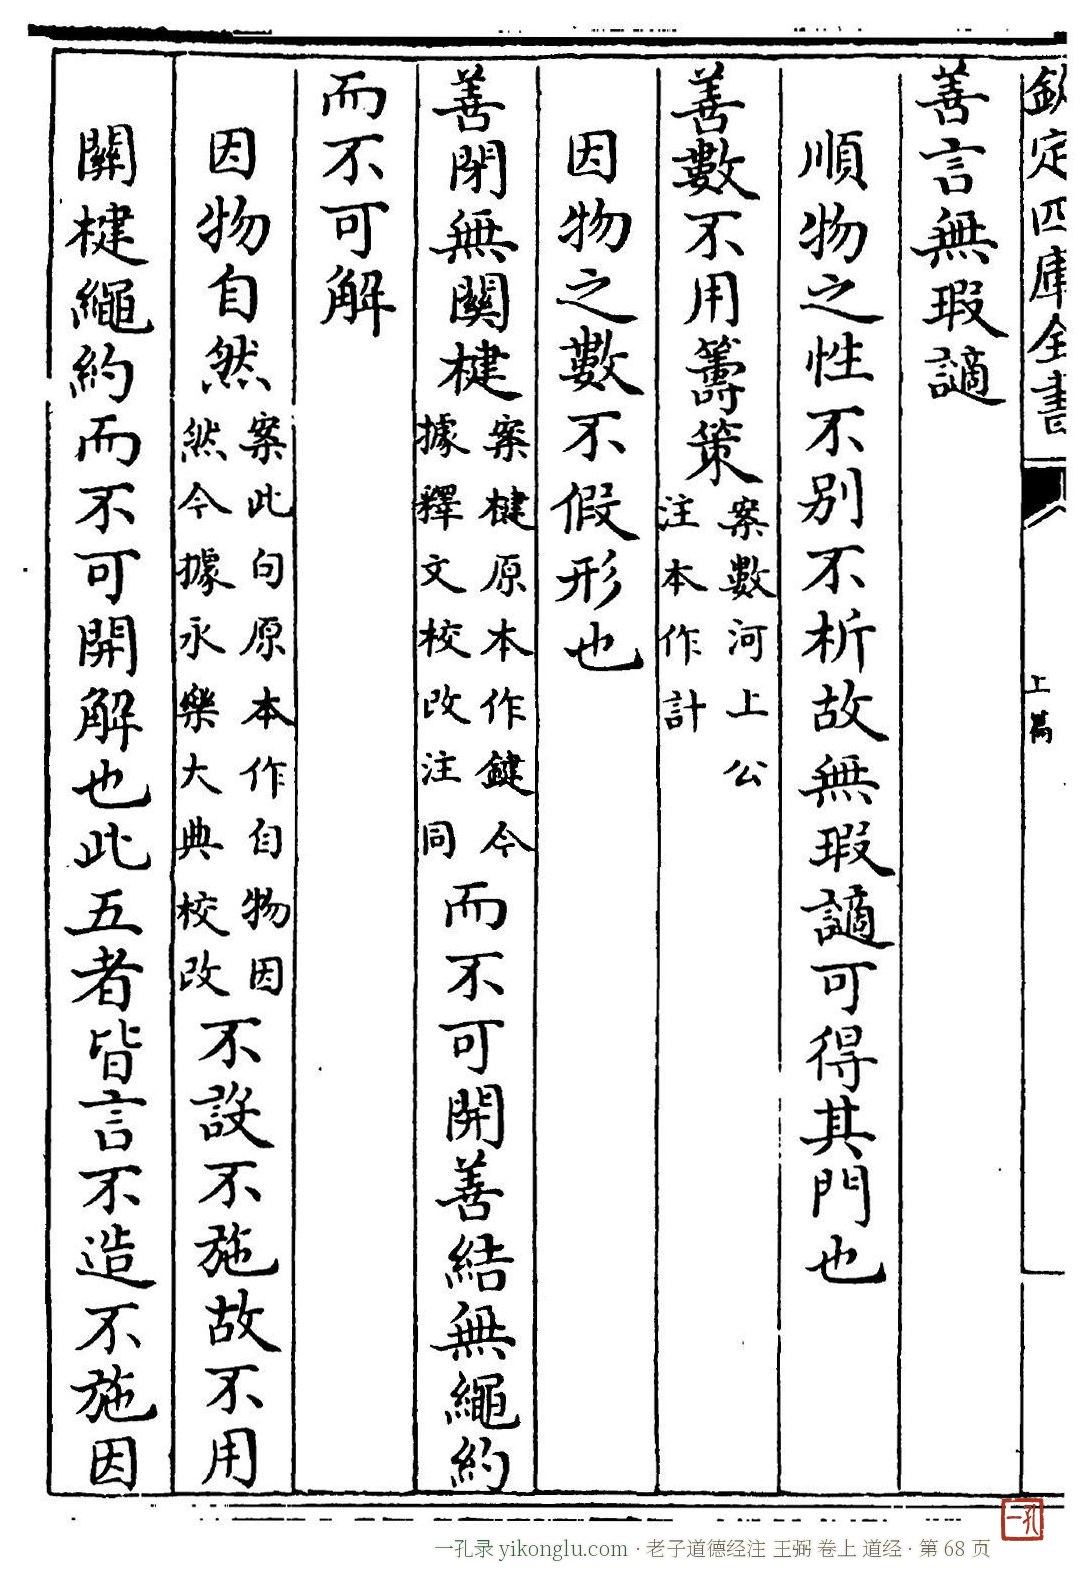 欽定四庫全書
上篇
善言無瑕讁
順物之性不别不析故無瑕讁可得其門也
善數不用籌策案數河上公注本作計
因物之數不假形也
善閉無關楗案楗原本作鍵今據釋文校改注同而不可開善結無繩約
而不可解
因物自然案此句原本作自物因然今據永樂大典校改不設不施故不用
關楗繩約而不可開解也此五者皆言不造不施因
一孔
一孔录 yikonglu.com · 老子道德经注 王弼 卷上 道经 · 第 68 页